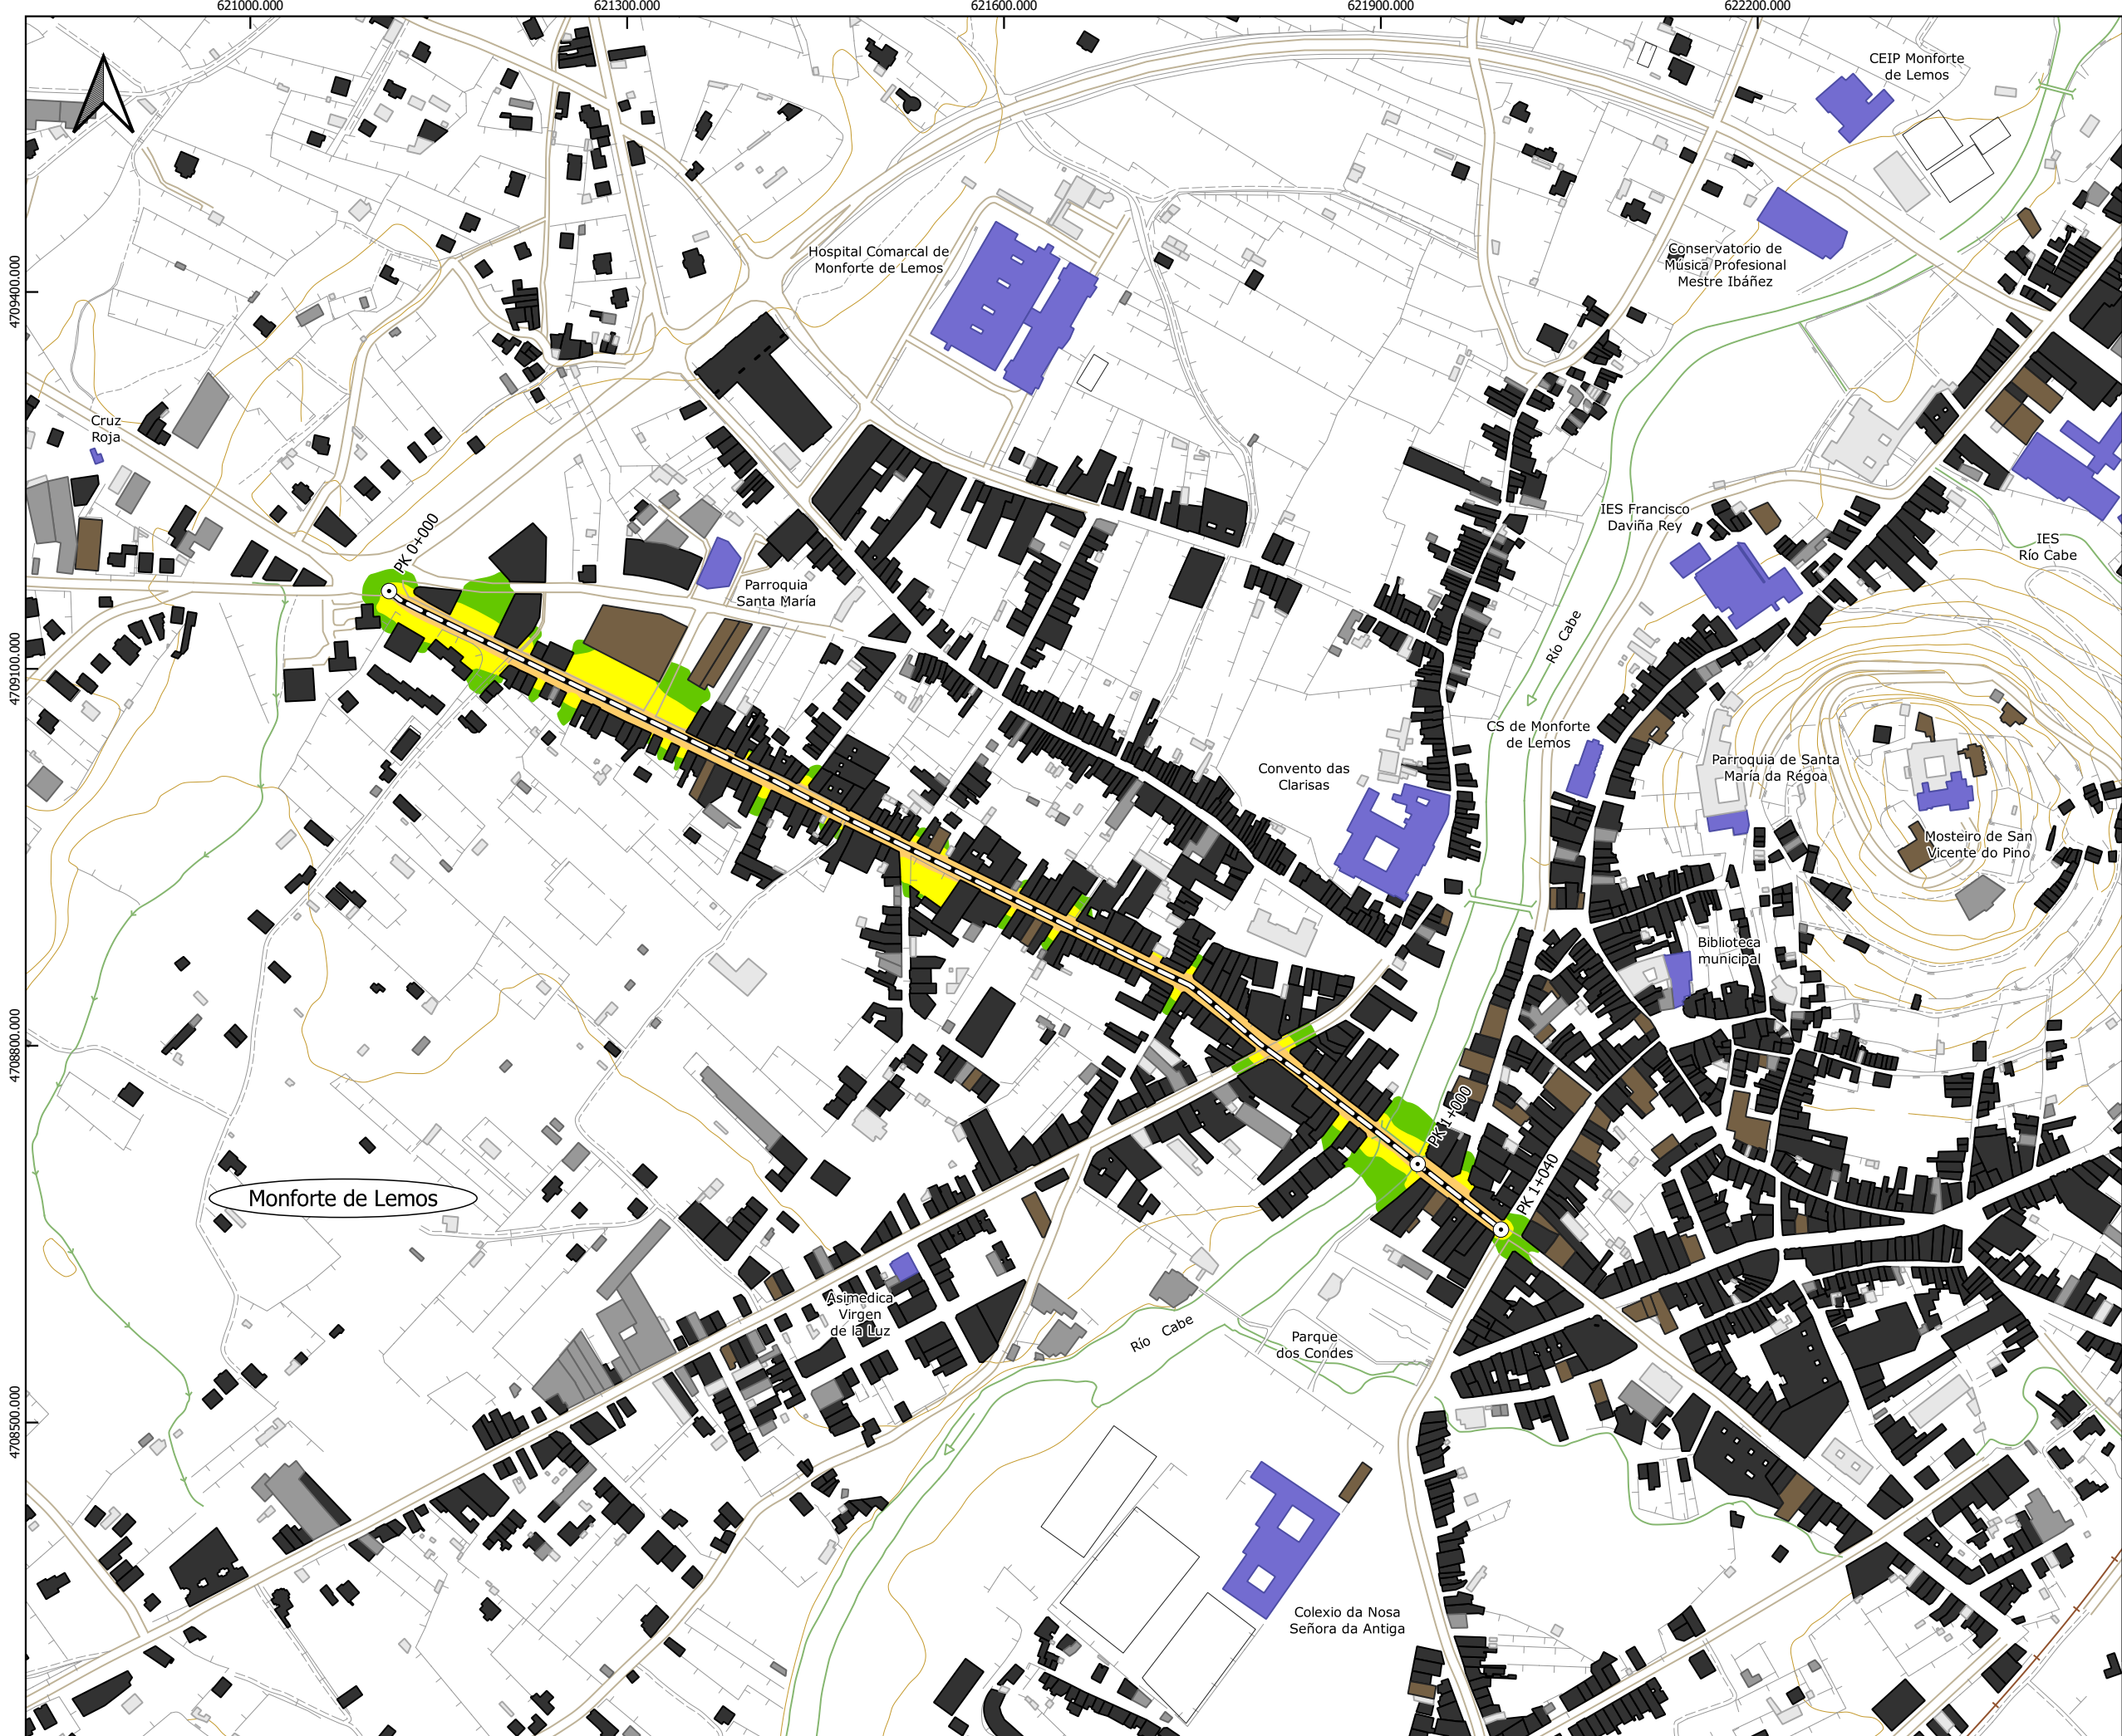 621000.000
621300.000
621600.000
621900.000
622200.000
4709400.000
4709100.000
4708800.000
4708500.000
CEIP Monforte
de Lemos
Hospital Comarcal de
Monforte de Lemos
Conservatorio de
Música Profesional
Mestre Ibáñez
Cruz
Roja
IES Francisco
Daviña Rey
IES
Río Cabe
PK 0+000
Parroquia
Santa María
Río Cabe
CS de Monforte
de Lemos
Convento das
Clarisas
Parroquia de Santa
María da Régoa
Mosteiro de San
Vicente do Pino
Biblioteca
municipal
PK 1+000
PK 1+040
Monforte de Lemos
Asimedica
Virgen
de la Luz
Río Cabe
Parque
dos Condes
Colexio da Nosa
Señora da Antiga